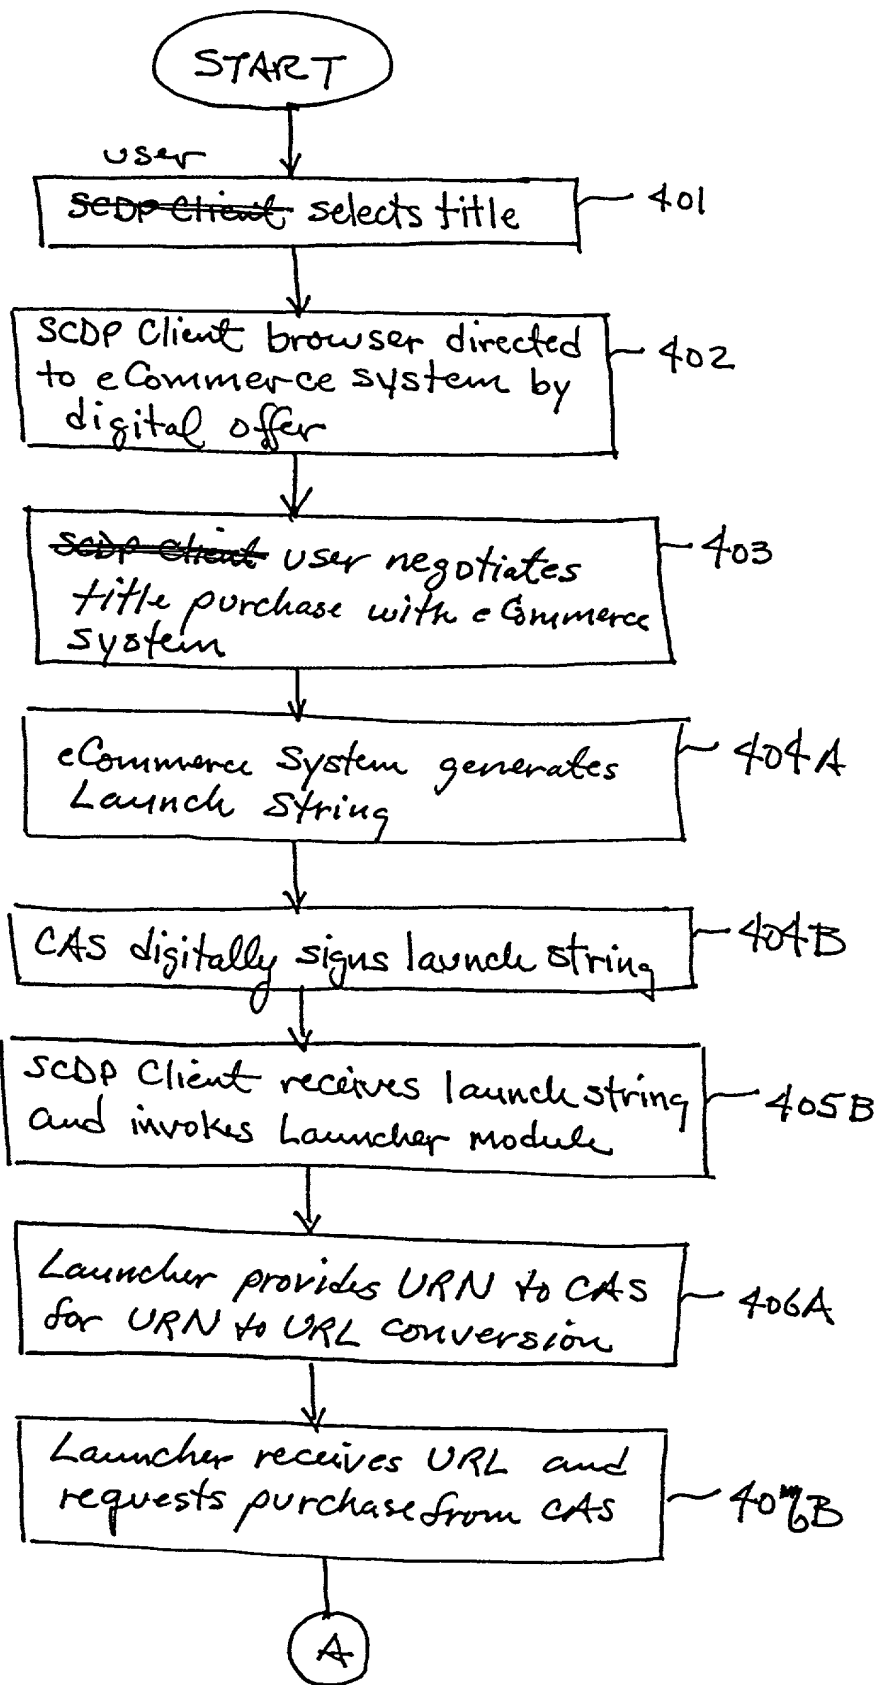 START
user
SCDP Client selects title
401
SCDP Client browser directed
to eCommerce system by
digital offer
402
SCDP Client user negotiates
title purchase with eCommerce
system
403
eCommerce System generates
Launch String
404A
CAS digitally signs launch string
404B
SCDP Client receives launch string
and invokes Launcher module
405B
Launcher provides URN to CAS
for URN to URL conversion
406A
Launcher receives URL and
requests purchase from CAS
406B
A